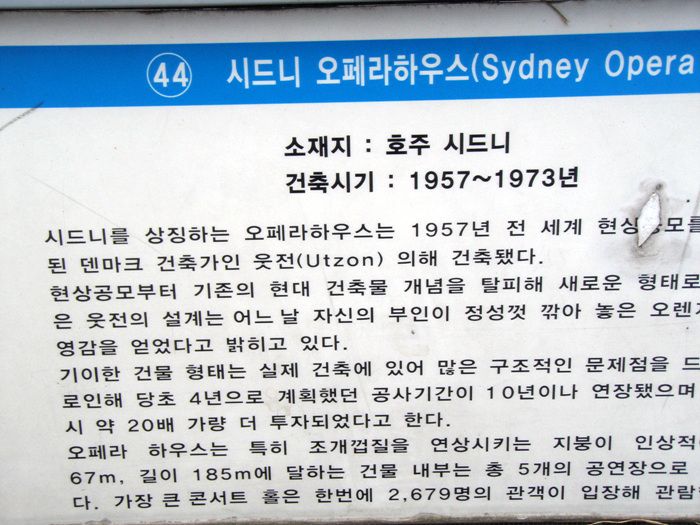 44 시드니 오페라하우스(Sydney Opera
소재지 : 호주 시드니
건축시기 : 1957~1973년
시드니를 상징하는 오페라하우스는 1957년 전 세계
된 덴마크 건축가인 웃전(Utzon) 의해 건축됐다.
현상공모부터 기존의 현대 건축물 개념을 탈피해 새로운 형태로
은 웃전의 설계는 어느 날 자신의 부인이 정성껏 깎아 놓은
영감을 얻었다고 밝히고 있다.
기이한 건물 형태는 실제 건축에 있어 많은 구조적인 문제점을
로인해 당초 4년으로 계획했던 공사기간이 10년이나 연장됐으며
시 약 20배 가량 더 투자되었다고 한다.
오페라 하우스는 특히 조개껍질을 연상시키는 지붕이 인상적
67m, 길이 185m에 달하는 건물 내부는 총 5개의 공연장으로
다. 가장 큰 콘서트 홀은 한번에 2,679명의 관객이 입장해 관람